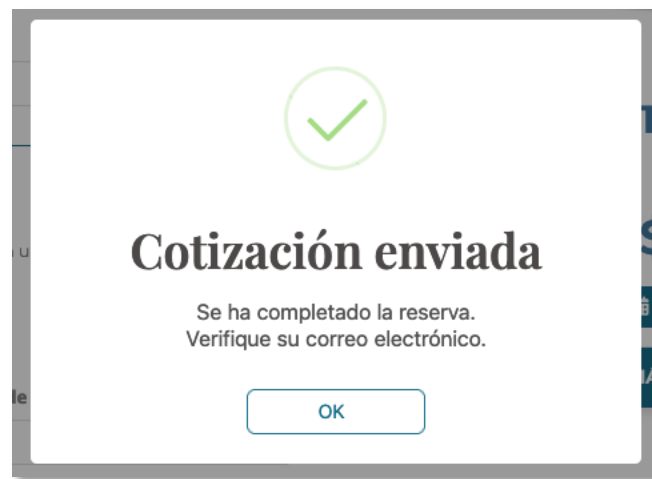 Cotización enviada
Se ha completado la reserva.
Verifique su correo electrónico.
OK